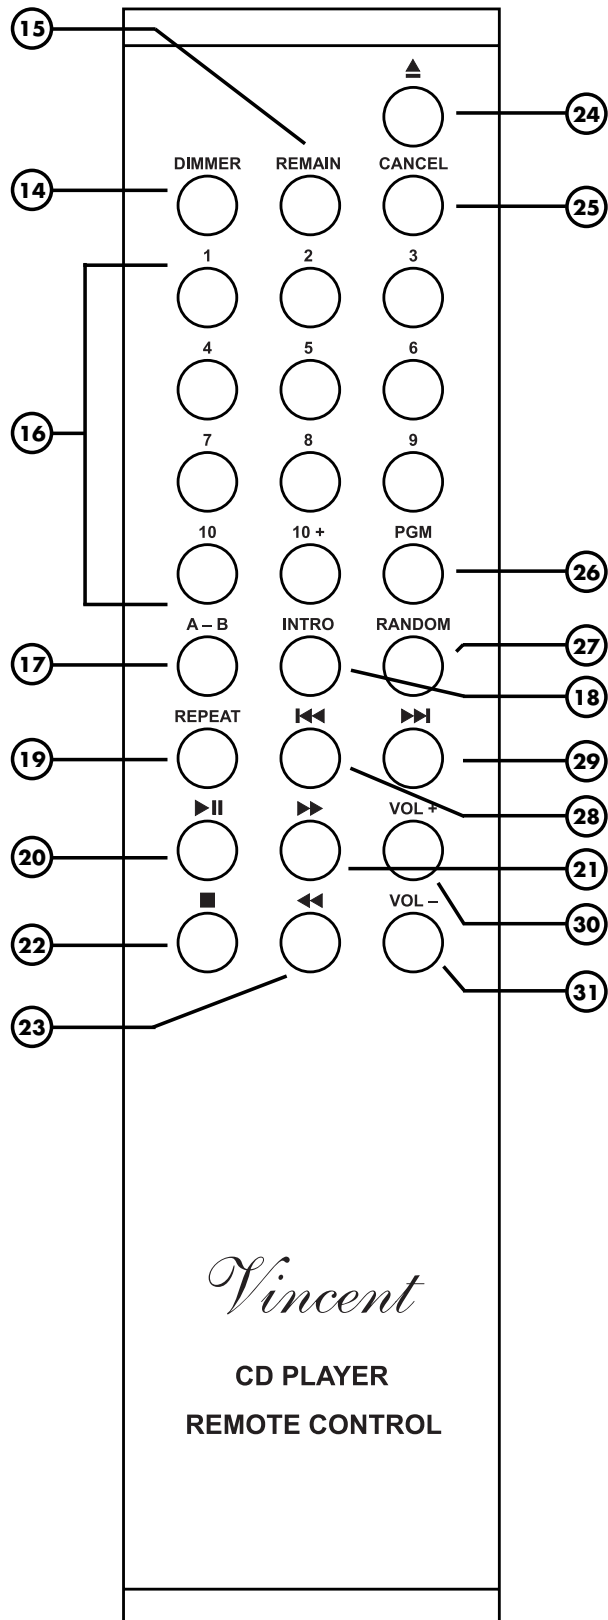 15
24
DIMMER REMAIN CANCEL
14
25
1 2 3
4 5 6
16
7 8 9
10 10 + PGM
26
A – B INTRO RANDOM
27
17
18
REPEAT
19
29
VOL +
28
20
21
VOL –
30
22
31
23
Vincent
CD PLAYER
REMOTE CONTROL